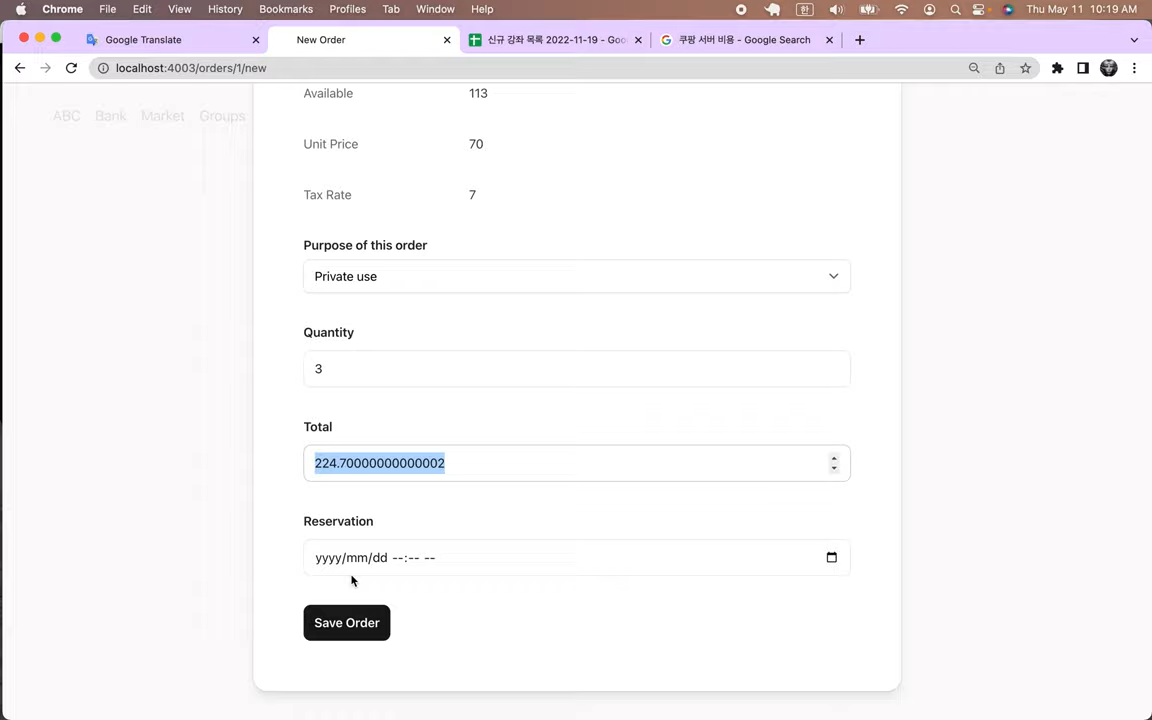 Chrome File Edit View History Bookmarks Profiles Tab Window Help 한 Thu May 11 10:19 AM
Google Translate New Order 신규 강화 목록 2022-11-19 - Goo 쿠팡 서버 비용 - Google Search
localhost:4003/orders/1/new
ABC Bank Market Groups
Available 113
Unit Price 70
Tax Rate 7
Purpose of this order
Private use
Quantity
3
Total
224.70000000000002
Reservation
yyyy/mm/dd --:-- --
Save Order